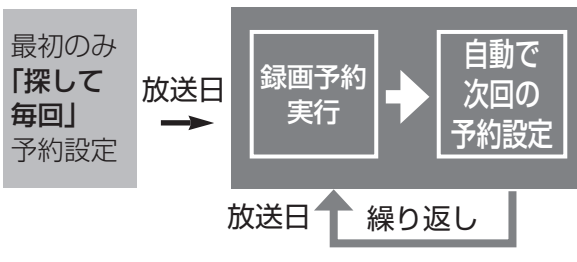 最初のみ
「探して
毎回」
予約設定
放送日
録画予約
実行
自動で
次回の
予約設定
放送日
繰り返し